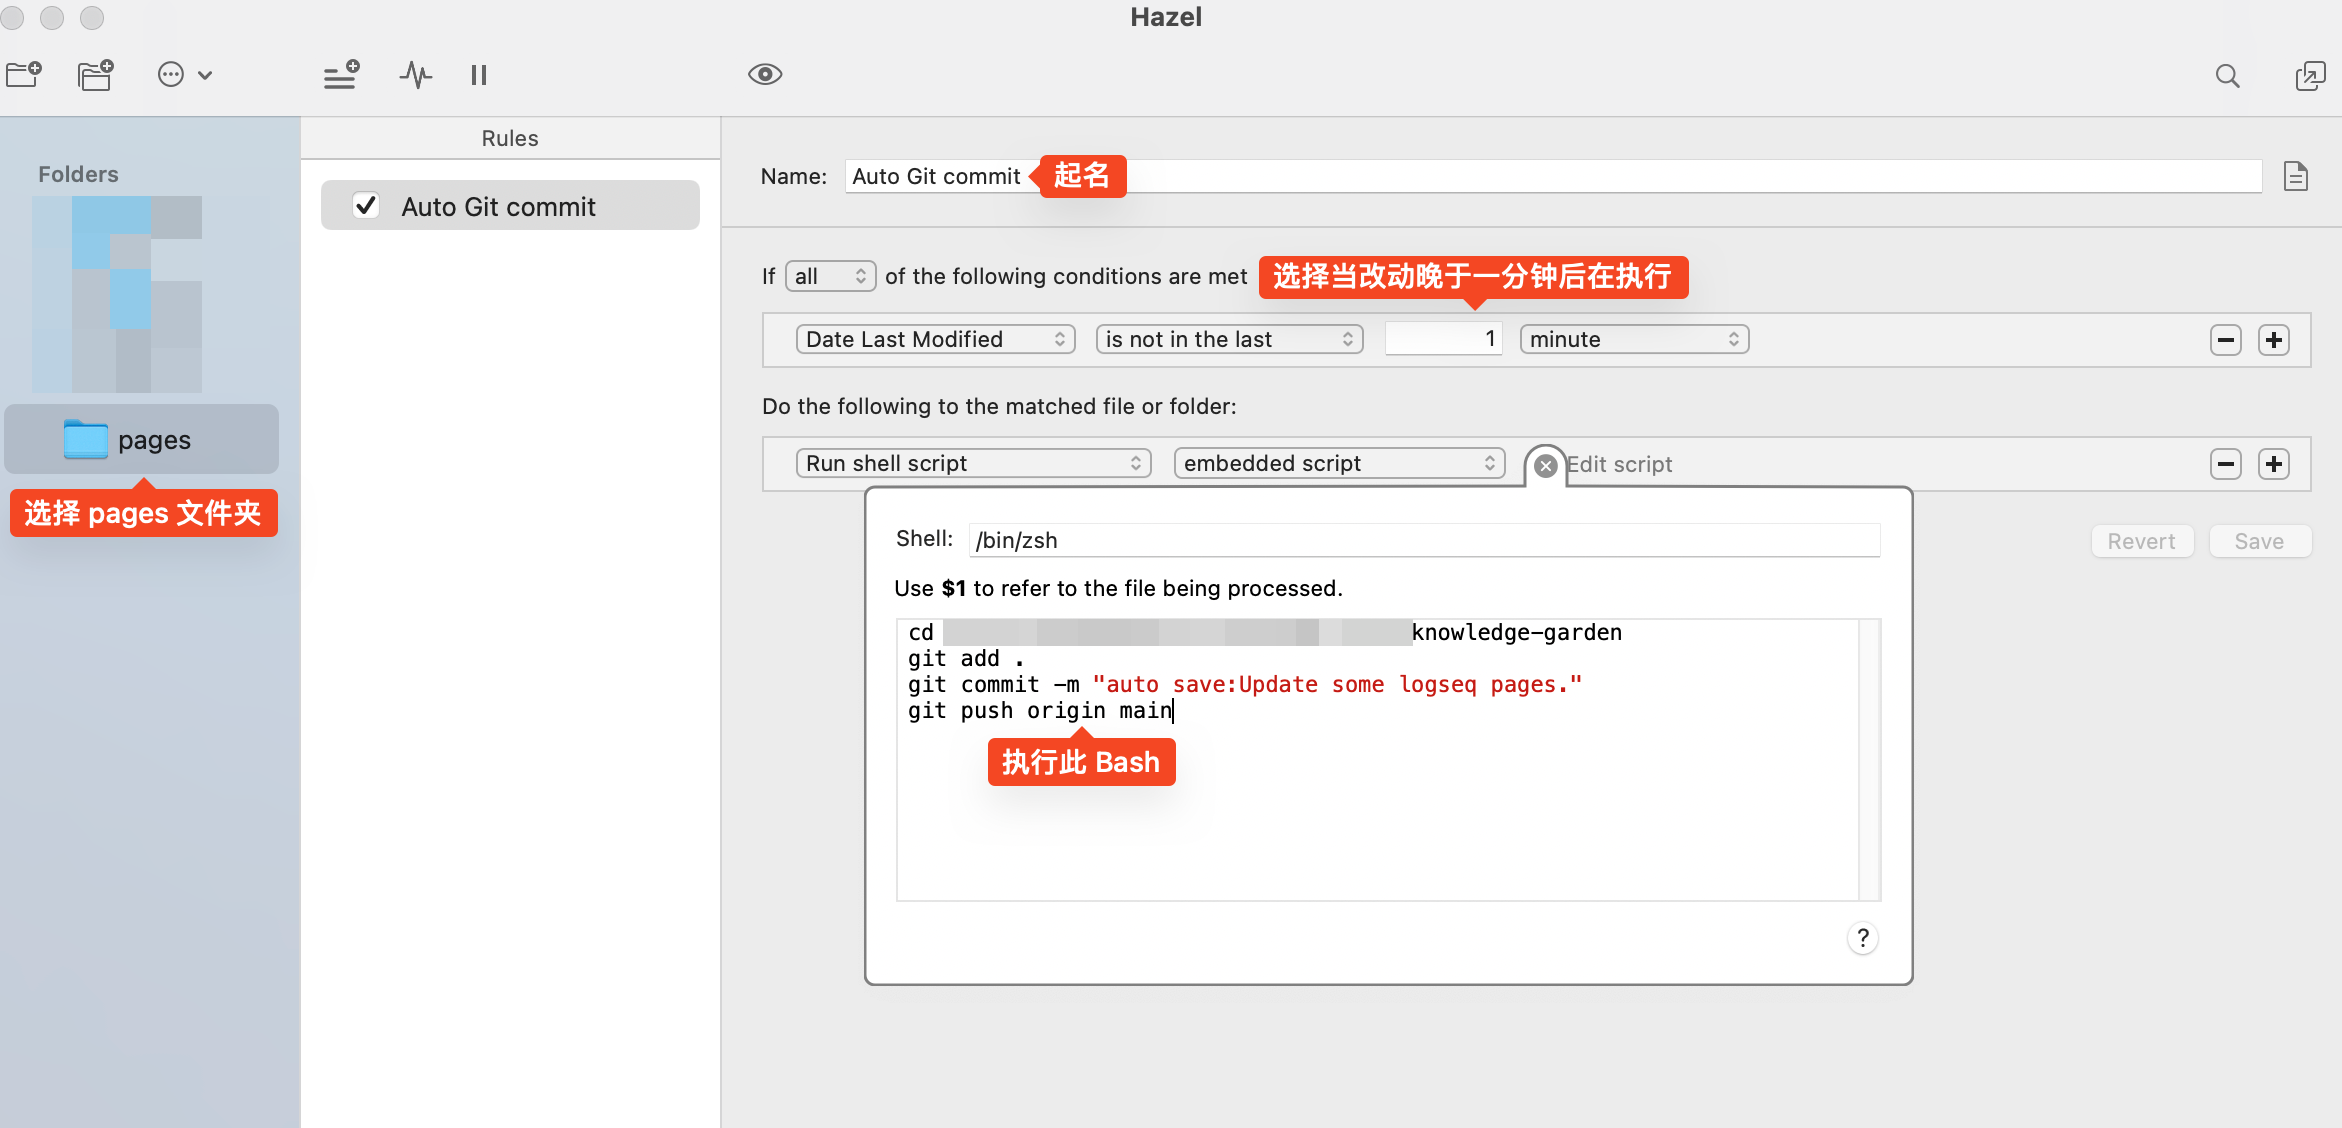 Hazel
Folders
pages
选择 pages 文件夹
Rules
Auto Git commit
Name: Auto Git commit 起名
If all of the following conditions are met 选择当改动晚于一分钟后在执行
Date Last Modified is not in the last 1 minute
Do the following to the matched file or folder:
Run shell script embedded script Edit script
Shell: /bin/zsh
Use $1 to refer to the file being processed.
cd knowledge-garden
git add .
git commit -m "auto save:Update some logseq pages."
git push origin main
执行此 Bash
?
Revert Save